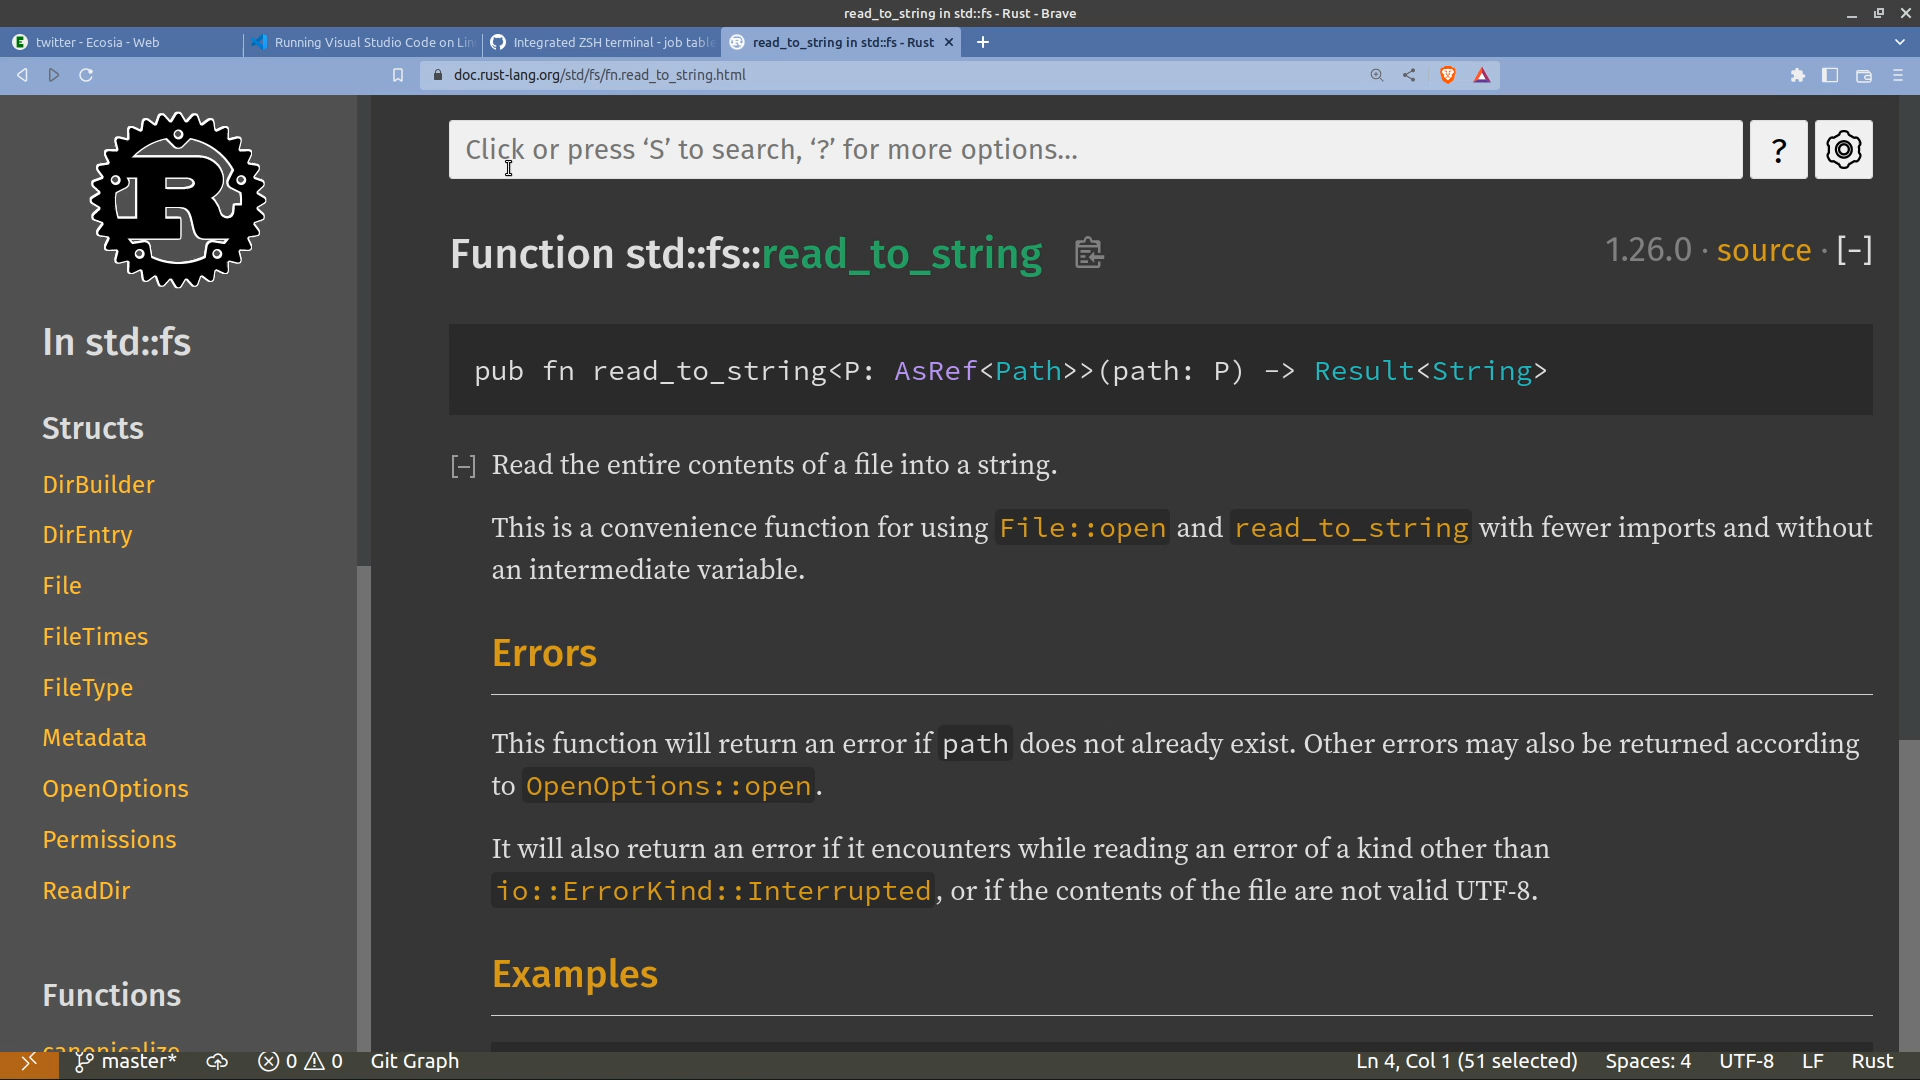 read_to_string in std::fs - Rust - Brave
twitter - Ecosia - Web
Running Visual Studio Code on Lin
Integrated ZSH terminal - job table
read_to_string in std::fs - Rust
doc.rust-lang.org/std/fs/fn.read_to_string.html
In std::fs
Structs
DirBuilder
DirEntry
File
FileTimes
FileType
Metadata
OpenOptions
Permissions
ReadDir
Functions
canonicalize
Click or press ‘S’ to search, ‘?’ for more options…
?
Function std::fs::read_to_string
1.26.0 · source · [-]
pub fn read_to_string<P: AsRef<Path>>(path: P) -> Result<String>
[-] Read the entire contents of a file into a string.
This is a convenience function for using File::open and read_to_string with fewer imports and without
an intermediate variable.
Errors
This function will return an error if path does not already exist. Other errors may also be returned according
to OpenOptions::open.
It will also return an error if it encounters while reading an error of a kind other than
io::ErrorKind::Interrupted, or if the contents of the file are not valid UTF-8.
Examples
master*
0
0
Git Graph
Ln 4, Col 1 (51 selected)
Spaces: 4
UTF-8
LF
Rust